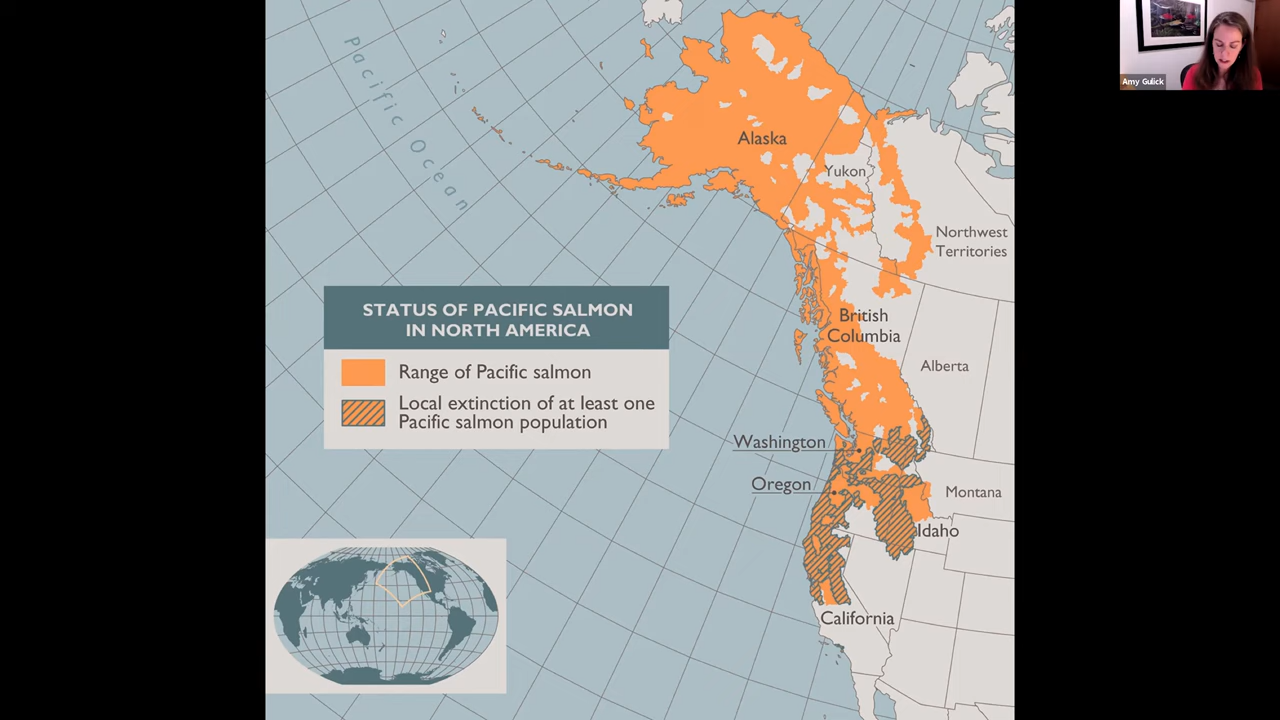 Amy Gulick
Pacific Ocean
Alaska
Yukon
Northwest
Territories
STATUS OF PACIFIC SALMON
IN NORTH AMERICA
Range of Pacific salmon
Local extinction of at least one
Pacific salmon population
British
Columbia
Alberta
Washington
Oregon
Montana
Idaho
California